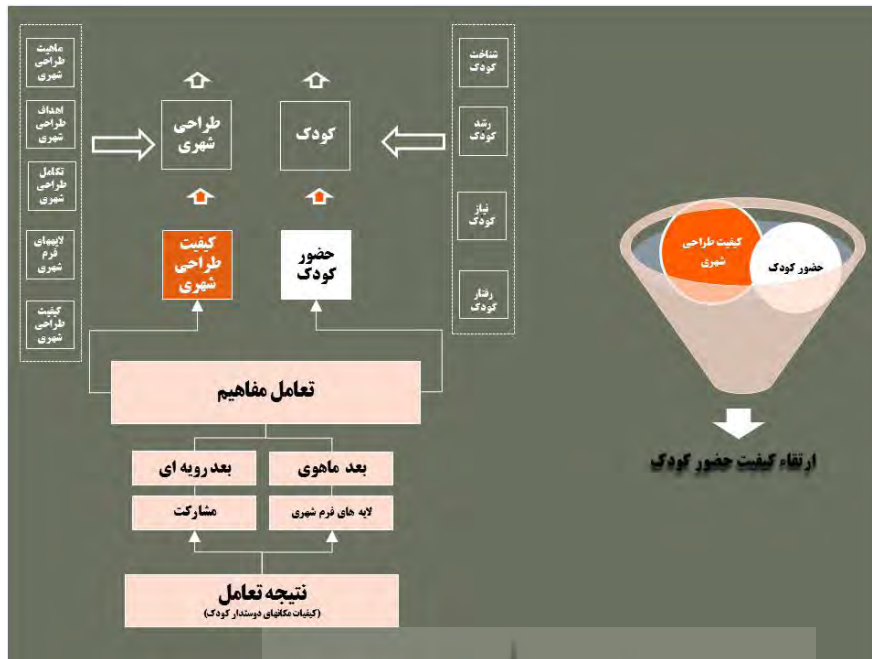 شناخت
کودک
رشد
کودک
نیاز
کودک
رفتار
کودک
کودک
حضور
کودک
طراحی
شهری
کیفیت
طراحی
شهری
ماهیت
طراحی
شهری
اهداف
طراحی
شهری
تکامل
طراحی
شهری
لایههای
فرم
شهری
کیفیت
طراحی
شهری
تعامل مفاهیم
بعد ماهوی
بعد رویه ای
لایه های فرم شهری
مشارکت
نتیجه تعامل
(کیفیات مکانهای دوستدار کودک)
کیفیت طراحی
شهری
حضور کودک
ارتقاء کیفیت حضور کودک